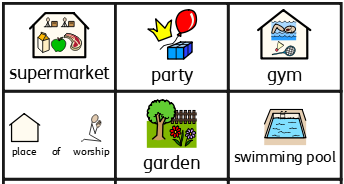 supermarket
party
gym
place of worship
garden
swimming pool